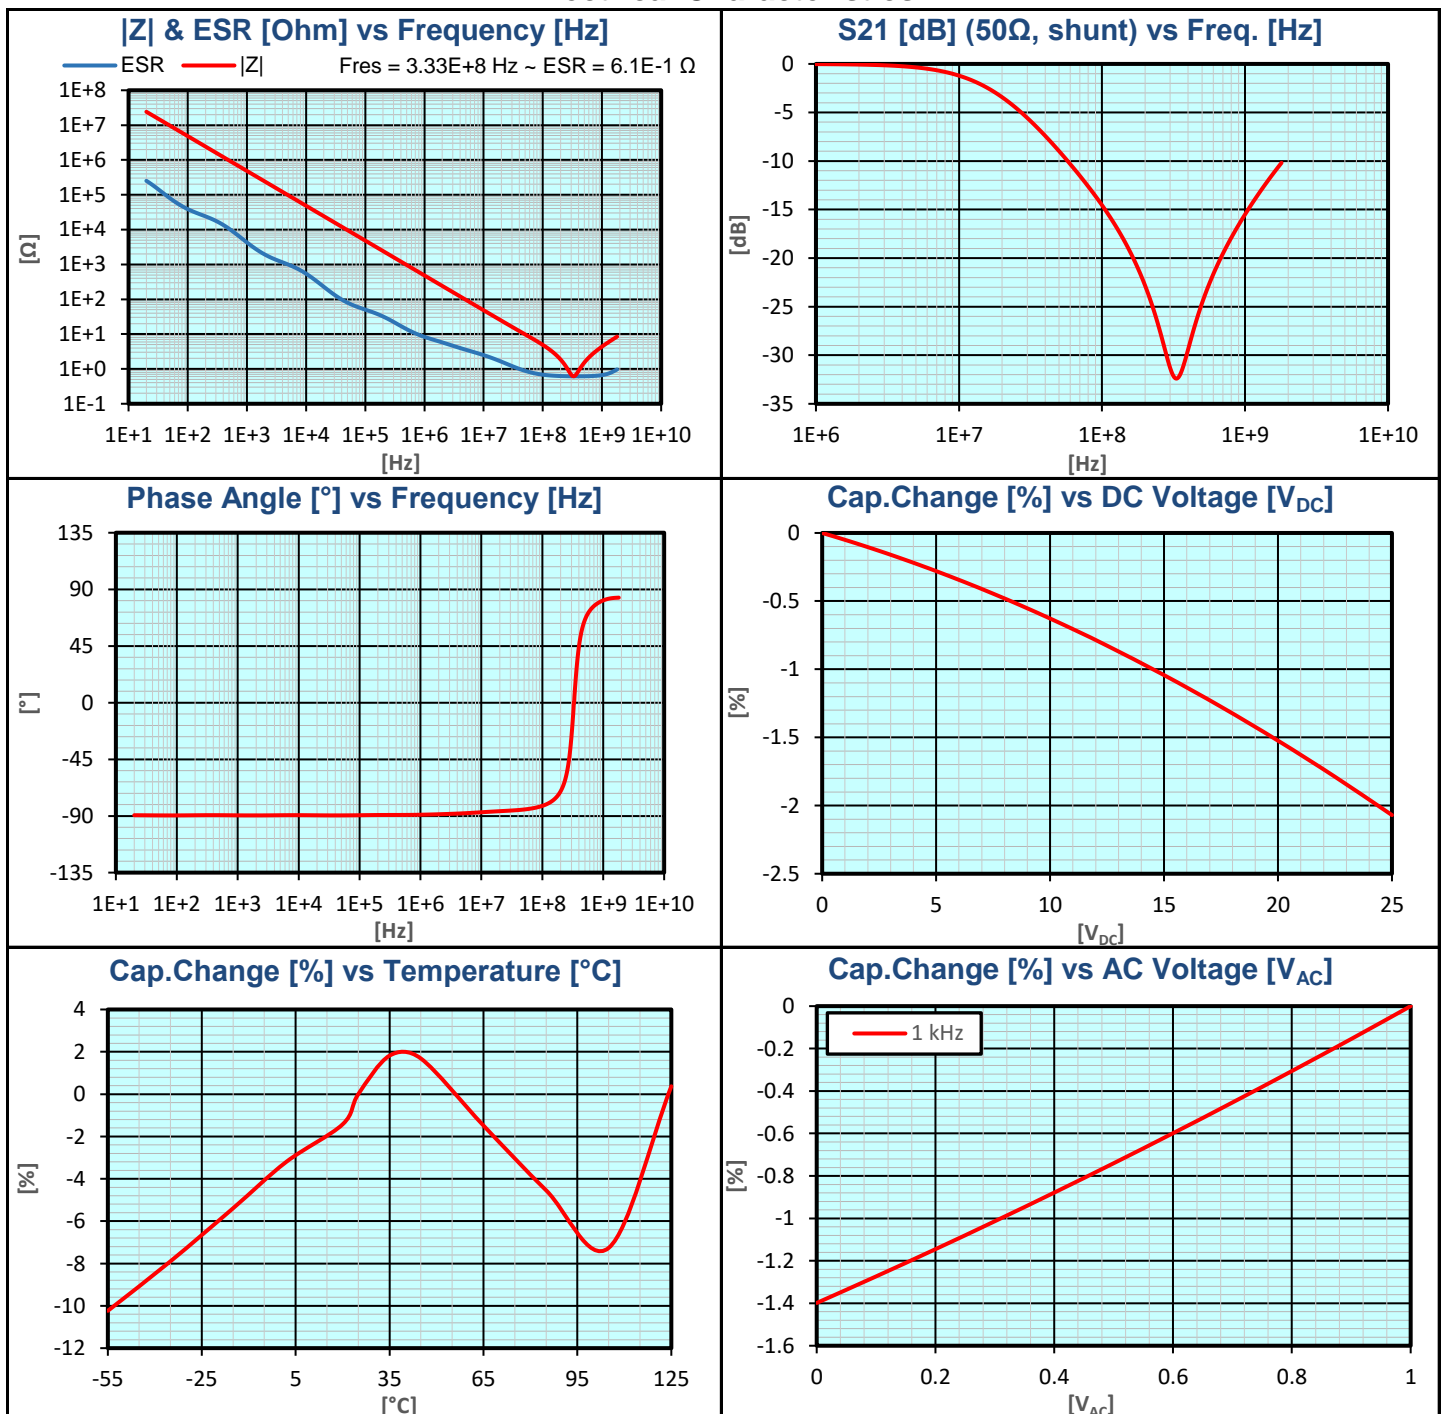 |Z| & ESR [Ohm] vs Frequency [Hz]
ESR |Z| Fres = 3.33E+8 Hz ~ ESR = 6.1E-1 Ω
1E+8
1E+7
1E+6
1E+5
1E+4
1E+3
1E+2
1E+1
1E+0
1E-1
[Ω]
1E+1 1E+2 1E+3 1E+4 1E+5 1E+6 1E+7 1E+8 1E+9 1E+10
[Hz]
S21 [dB] (50Ω, shunt) vs Freq. [Hz]
0
-5
-10
-15
-20
-25
-30
-35
[dB]
1E+6 1E+7 1E+8 1E+9 1E+10
[Hz]
Phase Angle [°] vs Frequency [Hz]
135
90
45
0
-45
-90
-135
[°]
1E+1 1E+2 1E+3 1E+4 1E+5 1E+6 1E+7 1E+8 1E+9 1E+10
[Hz]
Cap.Change [%] vs DC Voltage [VDC]
0
-0.5
-1
-1.5
-2
-2.5
[%]
0 5 10 15 20 25
[VDC]
Cap.Change [%] vs Temperature [°C]
4
2
0
-2
-4
-6
-8
-10
-12
[%]
-55 -25 5 35 65 95 125
[°C]
Cap.Change [%] vs AC Voltage [VAC]
1 kHz
0
-0.2
-0.4
-0.6
-0.8
-1
-1.2
-1.4
-1.6
[%]
0 0.2 0.4 0.6 0.8 1
[VAC]